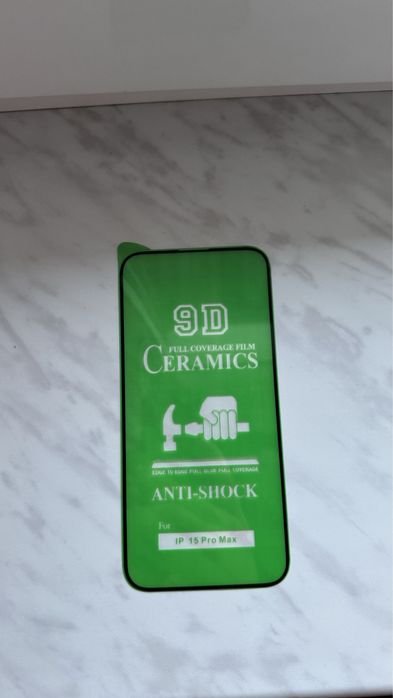 9D
FULL COVERAGE FILM
CERAMICS
EDGE TO EDGE FULL GLUE FULL COVERAGE
ANTI-SHOCK
For
IP 15 Pro Max